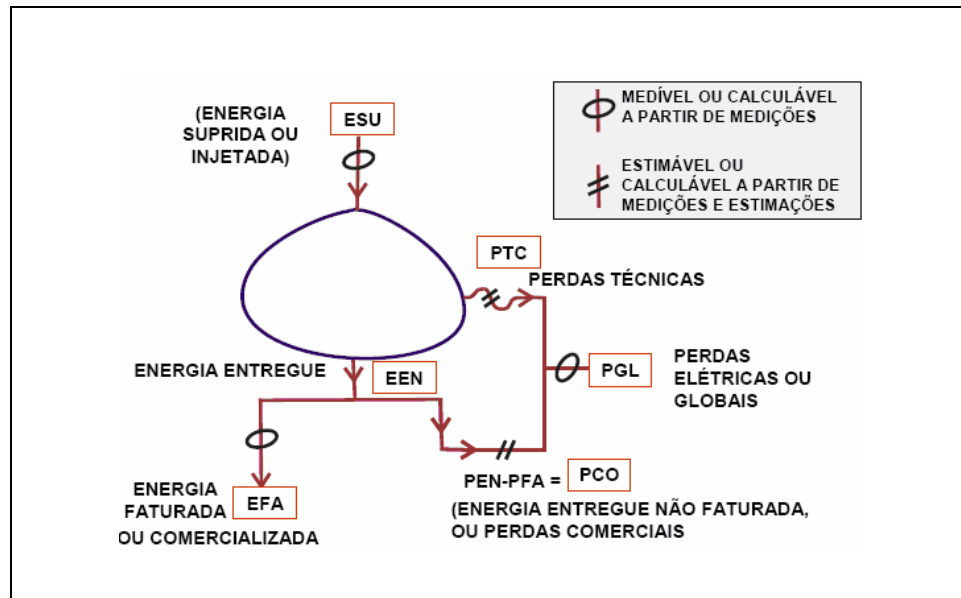 (ENERGIA
SUPRIDA OU
INJETADA)
ESU
MEDÍVEL OU CALCULÁVEL
A PARTIR DE MEDIÇÕES
ESTIMÁVEL OU
CALCULÁVEL A PARTIR DE
MEDIÇÕES E ESTIMAÇÕES
PTC
PERDAS TÉCNICAS
ENERGIA ENTREGUE
EEN
PGL
PERDAS
ELÉTRICAS OU
GLOBAIS
ENERGIA
FATURADA
EFA
OU COMERCIALIZADA
PEN-PFA = PCO
(ENERGIA ENTREGUE NÃO FATURADA,
OU PERDAS COMERCIAIS